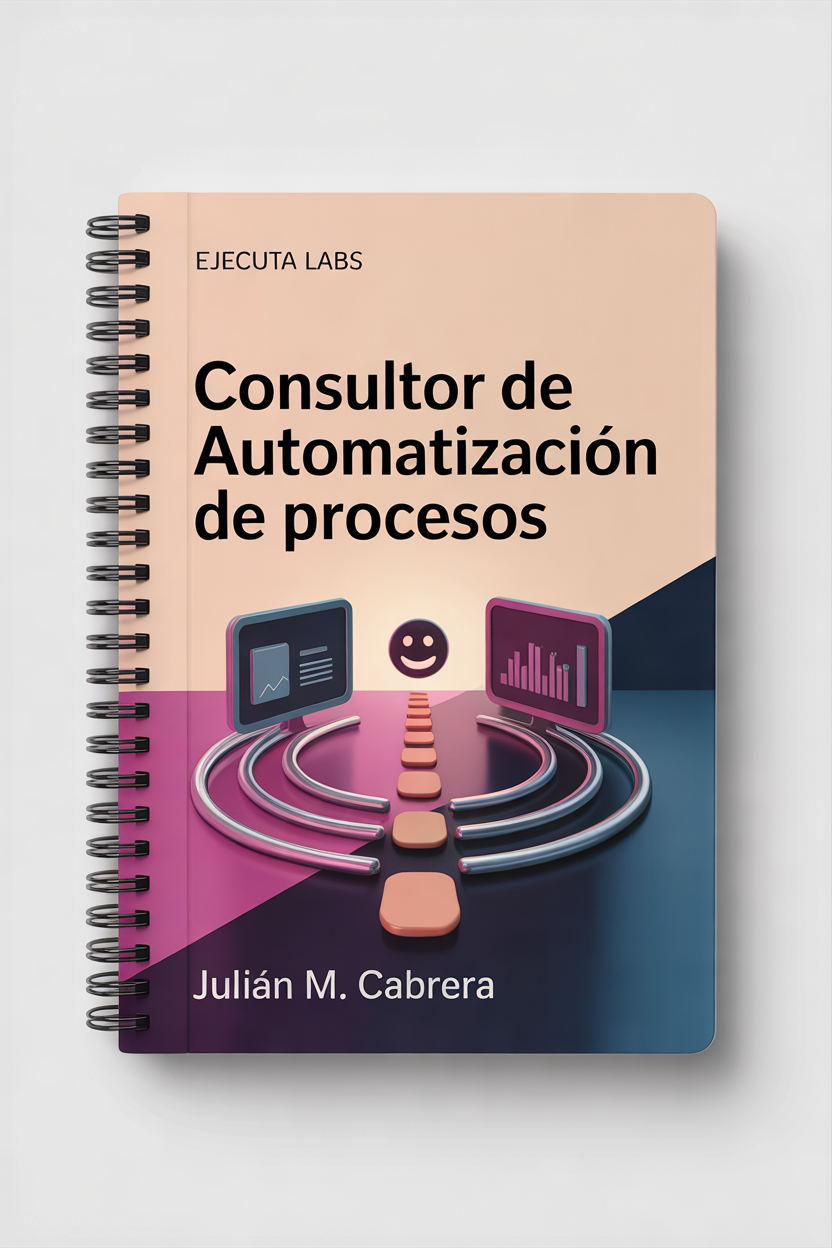 EJECUTA LABS
Consultor de
Automatización
de procesos
Julián M. Cabrera